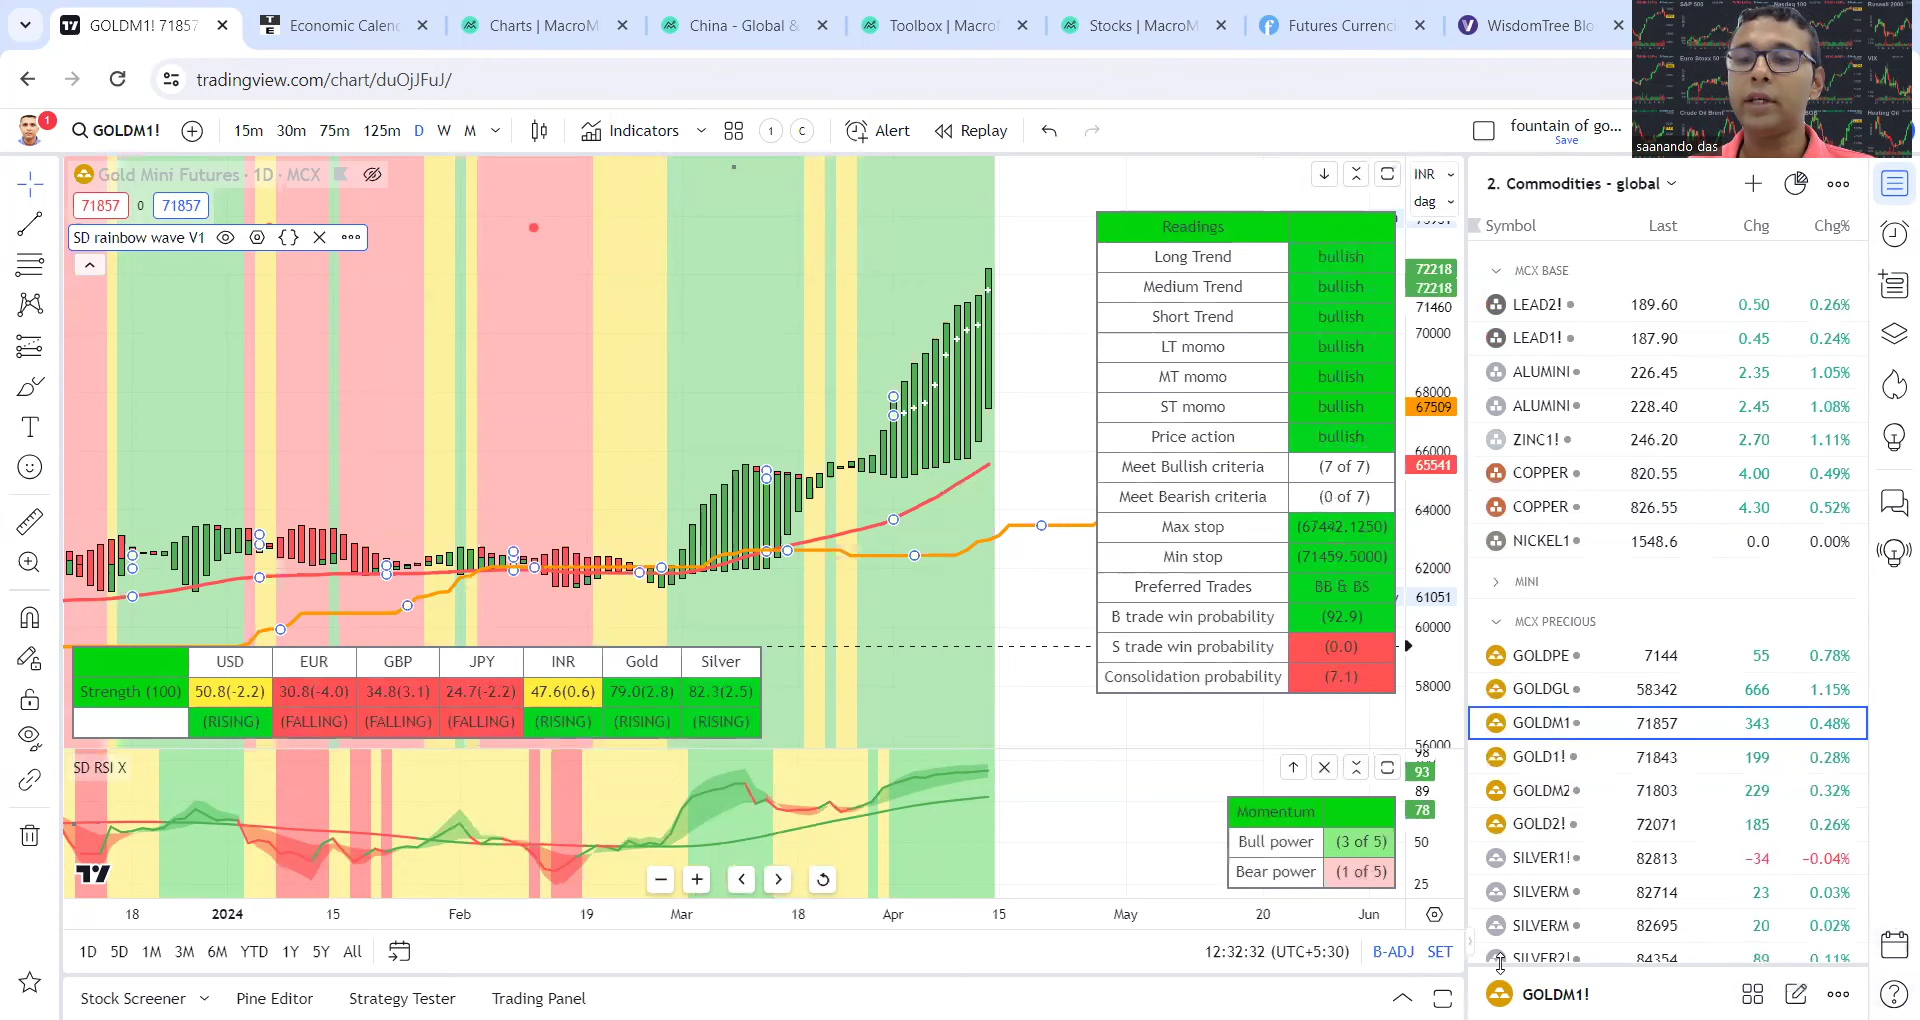 GOLDM1! 71857
Economic Calen
Charts | MacroM
China - Global &
Toolbox | Macro
Stocks | MacroM
Futures Currenci
WisdomTree Blo
tradingview.com/chart/duOjJFuJ/
1
GOLDM1!
15m 30m 75m 125m D W M
Indicators
1 C
Alert
Replay
fountain of go...
Save
saanando das
Gold Mini Futures · 1D · MCX
71857 0 71857
SD rainbow wave V1
INR
dag
Readings
Long Trend bullish
Medium Trend bullish
Short Trend bullish
LT momo bullish
MT momo bullish
ST momo bullish
Price action bullish
Meet Bullish criteria (7 of 7)
Meet Bearish criteria (0 of 7)
Max stop (67442.1250)
Min stop (71459.5000)
Preferred Trades BB & BS
B trade win probability (92.9)
S trade win probability (0.0)
Consolidation probability (7.1)
72218
72218
71460
70000
68000
67509
66000
65541
64000
62000
61051
60000
58000
56000
USD EUR GBP JPY INR Gold Silver
Strength (100) 50.8(-2.2) 30.8(-4.0) 34.8(3.1) 24.7(-2.2) 47.6(0.6) 79.0(2.8) 82.3(2.5)
(RISING) (FALLING) (FALLING) (FALLING) (RISING) (RISING) (RISING)
SD RSI X
98
93
89
78
50
25
Momentum
Bull power (3 of 5)
Bear power (1 of 5)
18 2024 15 Feb 19 Mar 18 Apr 15 May 20 Jun
1D 5D 1M 3M 6M YTD 1Y 5Y All
12:32:32 (UTC+5:30) B-ADJ SET
Stock Screener Pine Editor Strategy Tester Trading Panel
2. Commodities - global
Symbol Last Chg Chg%
MCX BASE
LEAD2! 189.60 0.50 0.26%
LEAD1! 187.90 0.45 0.24%
ALUMINI 226.45 2.35 1.05%
ALUMINI 228.40 2.45 1.08%
ZINC1! 246.20 2.70 1.11%
COPPER 820.55 4.00 0.49%
COPPER 826.55 4.30 0.52%
NICKEL1 1548.6 0.0 0.00%
MINI
MCX PRECIOUS
GOLDPE 7144 55 0.78%
GOLDGU 58342 666 1.15%
GOLDM1 71857 343 0.48%
GOLD1! 71843 199 0.28%
GOLDM2 71803 229 0.32%
GOLD2! 72071 185 0.26%
SILVER1! 82813 −34 −0.04%
SILVERM 82714 23 0.03%
SILVERM 82695 20 0.02%
SILVER2! 84354 89 0.11%
GOLDM1!